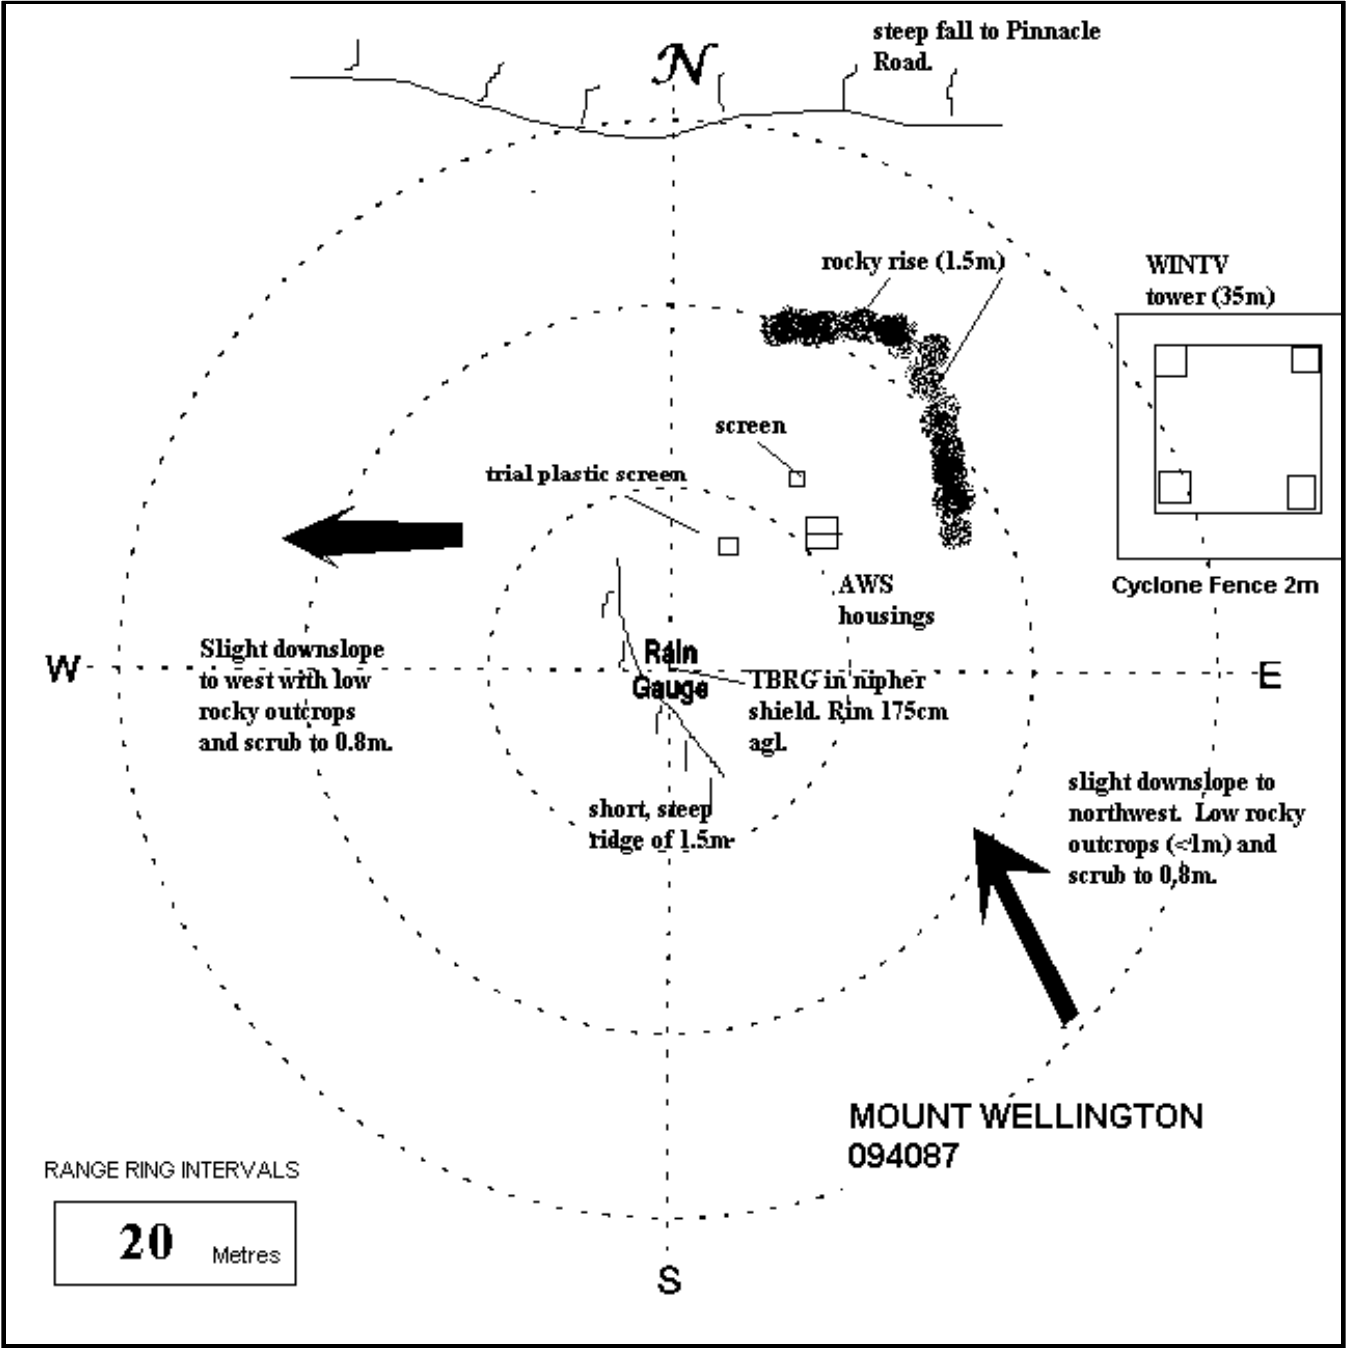 steep fall to Pinnacle
Road.
N
rocky rise (1.5m)
WINTV
tower (35m)
screen
trial plastic screen
Cyclone Fence 2m
AWS
housings
W
Slight downslope
to west with low
rocky outcrops
and scrub to 0.8m.
Rain
Gauge
TBRG in nipher
shield. Rim 175cm
agl.
E
short, steep
ridge of 1.5m
slight downslope to
northwest. Low rocky
outcrops (<1m) and
scrub to 0,8m.
MOUNT WELLINGTON
094087
RANGE RING INTERVALS
20 Metres
S